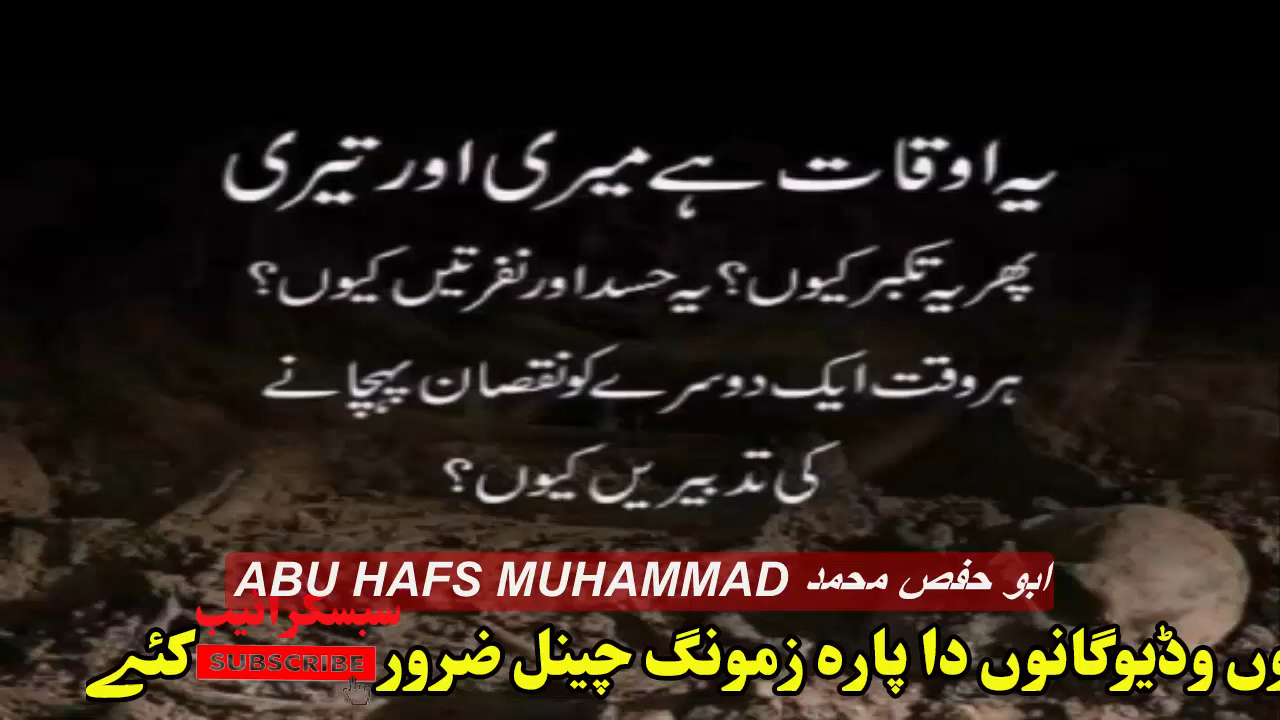 یہ اوقات ہے میری اور تیری
پھر یہ تکبر کیوں؟ یہ حسد اور نفرتیں کیوں؟
ہر وقت ایک دوسرے کو نقصان پہچانے
کی تدبیریں کیوں؟
ABU HAFS MUHAMMAD ابو حفص محمد
سبسکرائیب
وڈیوگانوں دا پارہ زمونگ چینل ضرور SUBSCRIBE کئے